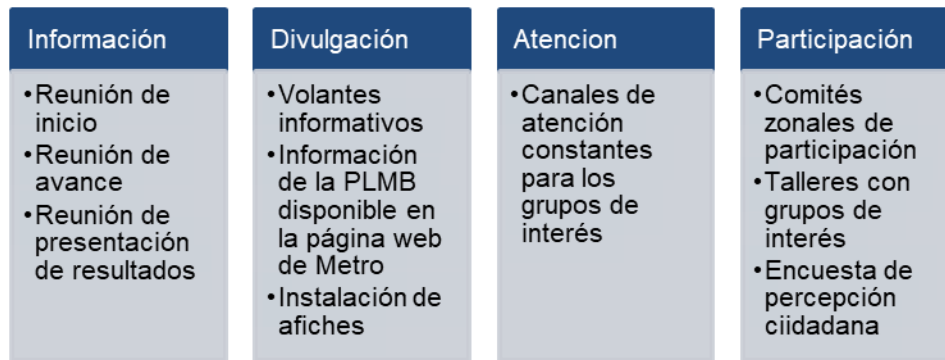 Información
•Reunión de
inicio
•Reunión de
avance
•Reunión de
presentación
de resultados
Divulgación
•Volantes
informativos
•Información
de la PLMB
disponible en
la página web
de Metro
•Instalación de
afiches
Atencion
•Canales de
atención
constantes
para los
grupos de
interés
Participación
•Comités
zonales de
participación
•Talleres con
grupos de
interés
•Encuesta de
percepción
ciidadana